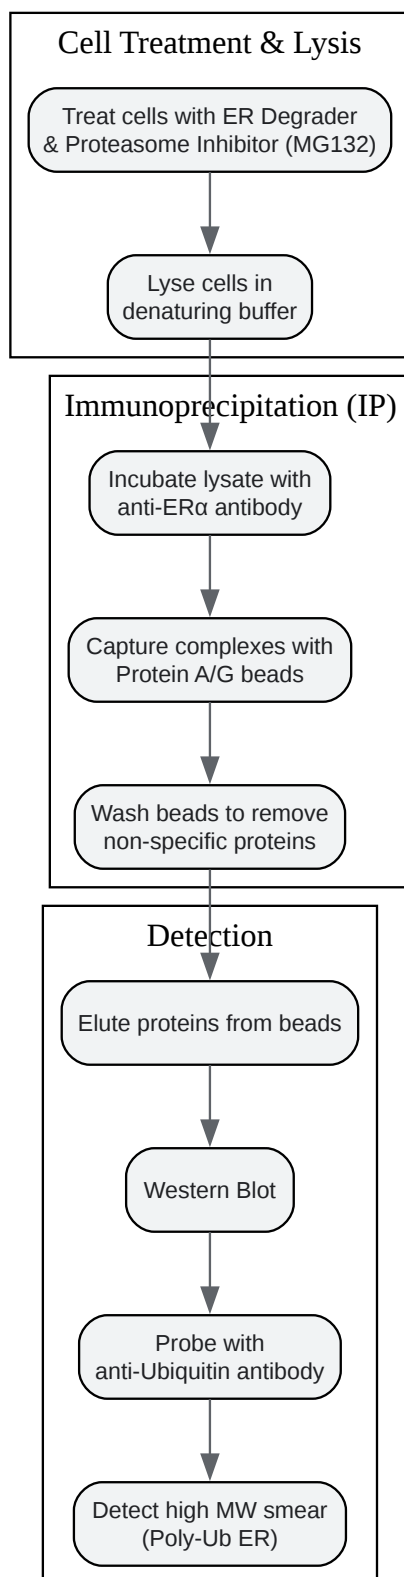 Cell Treatment & Lysis
Treat cells with ER Degrader
& Proteasome Inhibitor (MG132)
Lyse cells in
denaturing buffer
Immunoprecipitation (IP)
Incubate lysate with
anti-ERα antibody
Capture complexes with
Protein A/G beads
Wash beads to remove
non-specific proteins
Detection
Elute proteins from beads
Western Blot
Probe with
anti-Ubiquitin antibody
Detect high MW smear
(Poly-Ub ER)